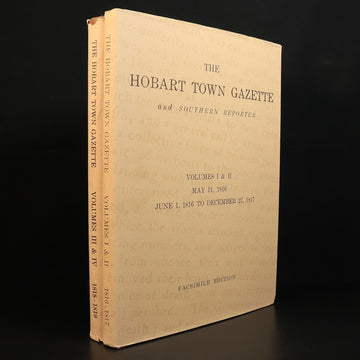 THE
HOBART TOWN GAZETTE
and SOUTHERN REPORTER
VOLUMES I & II
MAY 11, 1816
JUNE 1, 1816 TO DECEMBER 27, 1817
FACSIMILE EDITION
THE HOBART TOWN GAZETTE
VOLUMES I & II
1816-1817
THE HOBART TOWN GAZETTE
VOLUMES III & IV
1818-1819